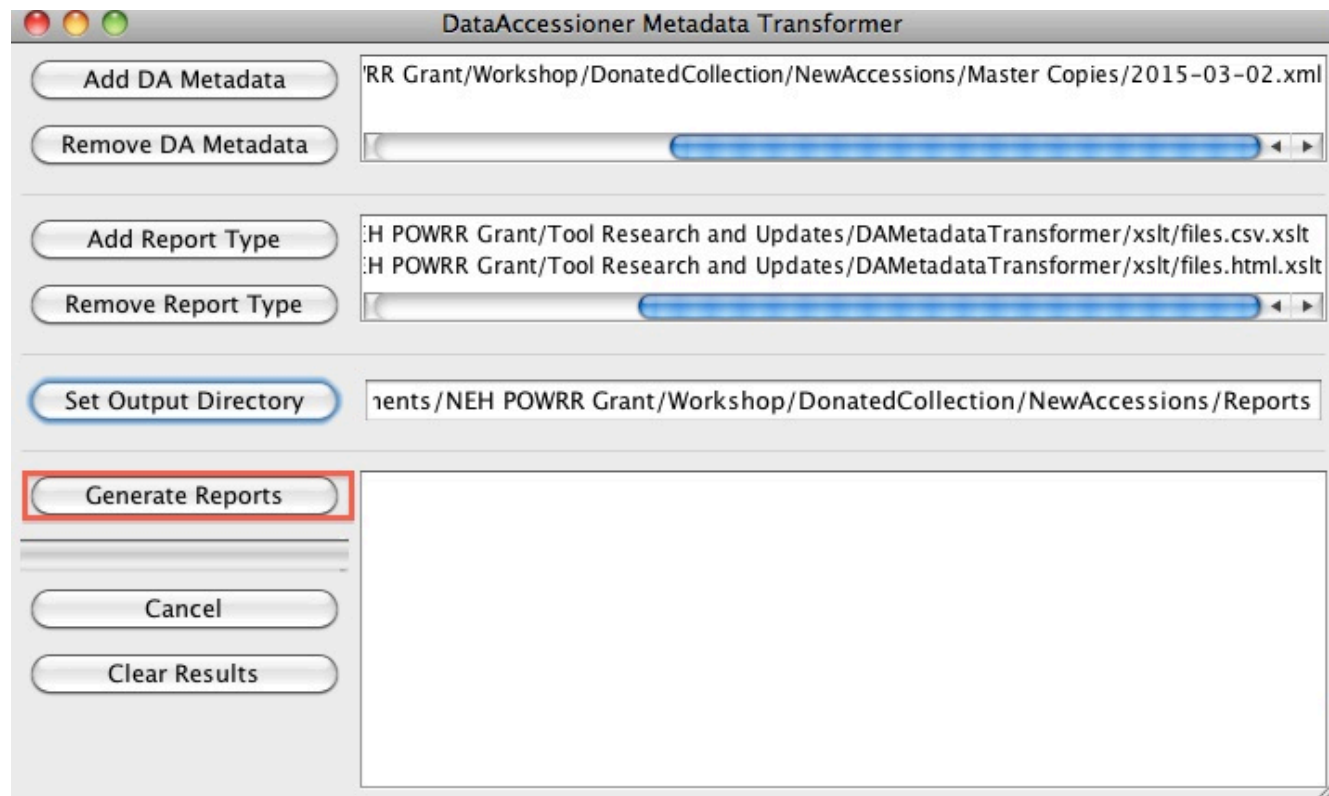 DataAccessioner Metadata Transformer
Add DA Metadata
RR Grant/Workshop/DonatedCollection/NewAccessions/Master Copies/2015-03-02.xml
Remove DA Metadata
Add Report Type
H POWRR Grant/Tool Research and Updates/DAMetadataTransformer/xslt/files.csv.xslt
H POWRR Grant/Tool Research and Updates/DAMetadataTransformer/xslt/files.html.xslt
Remove Report Type
Set Output Directory
nents/NEH POWRR Grant/Workshop/DonatedCollection/NewAccessions/Reports
Generate Reports
Cancel
Clear Results